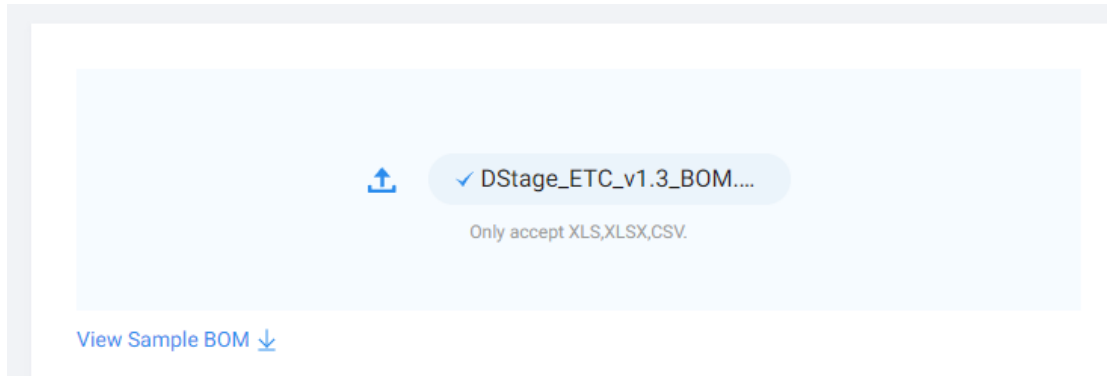 DStage_ETC_v1.3_BOM....
Only accept XLS,XLSX,CSV.
View Sample BOM